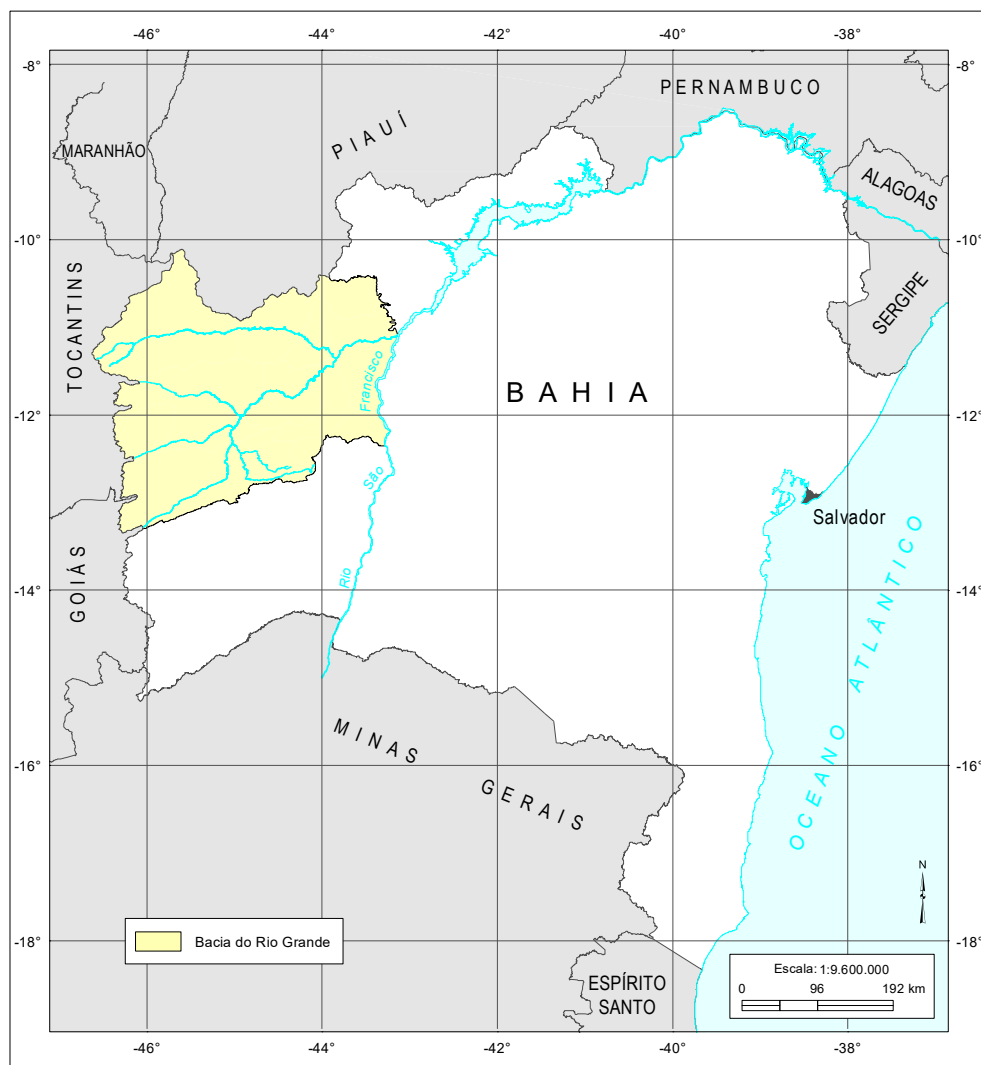 -46°
-44°
-42°
-40°
-38°
-8°
-8°
PERNAMBUCO
PIAUÍ
MARANHÃO
ALAGOAS
-10°
-10°
TOCANTINS
SERGIPE
Francisco
BAHIA
-12°
-12°
São
Salvador
GOIÁS
Rio
-14°
-14°
OCEANO ATLÂNTICO
MINAS
GERAIS
-16°
-16°
N
Bacia do Rio Grande
-18°
-18°
ESPÍRITO
SANTO
Escala: 1:9.600.000
0 96 192 km
-46°
-44°
-42°
-40°
-38°